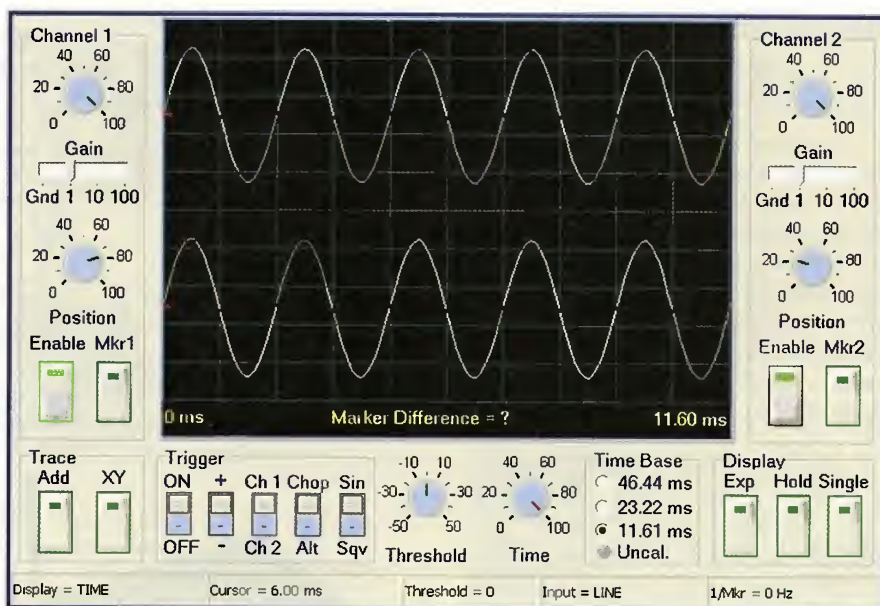 Channel 1
40 60
20 80
0 100
Gain
Gnd 1 10 100
40 60
20 80
0 100
Position
Enable Mkr1
0 ms Marker Difference = ? 11.60 ms
Channel 2
40 60
20 80
0 100
Gain
Gnd 1 10 100
40 60
20 80
0 100
Position
Enable Mkr2
Trace
Add XY
Trigger
ON + Ch 1 Chop Sin
OFF - Ch 2 Alt Sqv
-10 10
-30 30
-50 50
Threshold
40 60
20 80
0 100
Time
Time Base
46.44 ms
23.22 ms
11.61 ms
Uncal.
Display
Exp Hold Single
Display = TIME Cursor = 6.00 ms Threshold = 0 Input = LINE 1/Mkr = 0 Hz